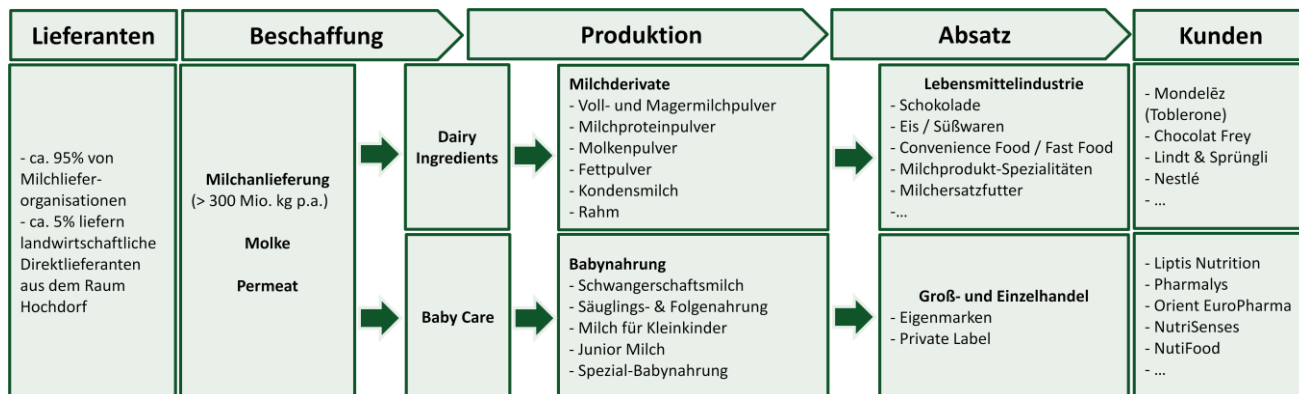 Lieferanten
Beschaffung
Produktion
Absatz
Kunden
- ca. 95% von
Milchliefer-
organisationen
- ca. 5% liefern
landwirtschaftliche
Direktlieferanten
aus dem Raum
Hochdorf
Milchanlieferung
(> 300 Mio. kg p.a.)
Molke
Permeat
Dairy
Ingredients
Milchderivate
- Voll- und Magermilchpulver
- Milchproteinpulver
- Molkenpulver
- Fettpulver
- Kondensmilch
- Rahm
Lebensmittelindustrie
- Schokolade
- Eis / Süßwaren
- Convenience Food / Fast Food
- Milchprodukt-Spezialitäten
- Milchersatzfutter
-...
- Mondelēz
(Toblerone)
- Chocolat Frey
- Lindt & Sprüngli
- Nestlé
- ...
Baby Care
Babynahrung
- Schwangerschaftsmilch
- Säuglings- & Folgenahrung
- Milch für Kleinkinder
- Junior Milch
- Spezial-Babynahrung
Groß- und Einzelhandel
- Eigenmarken
- Private Label
- Liptis Nutrition
- Pharmalys
- Orient EuroPharma
- NutriSenses
- NutiFood
- ...